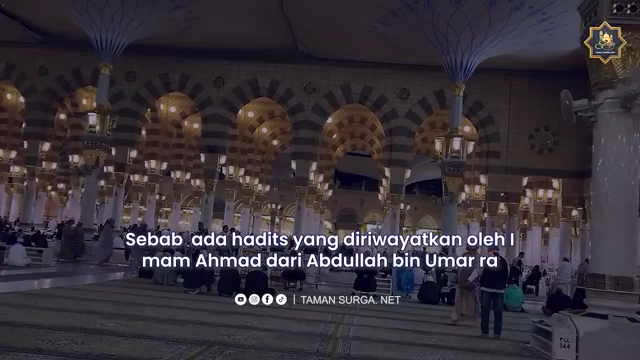 Sebab ada hadits yang diriwayatkan oleh I
mam Ahmad dari Abdullah bin Umar ra
| TAMAN SURGA. NET